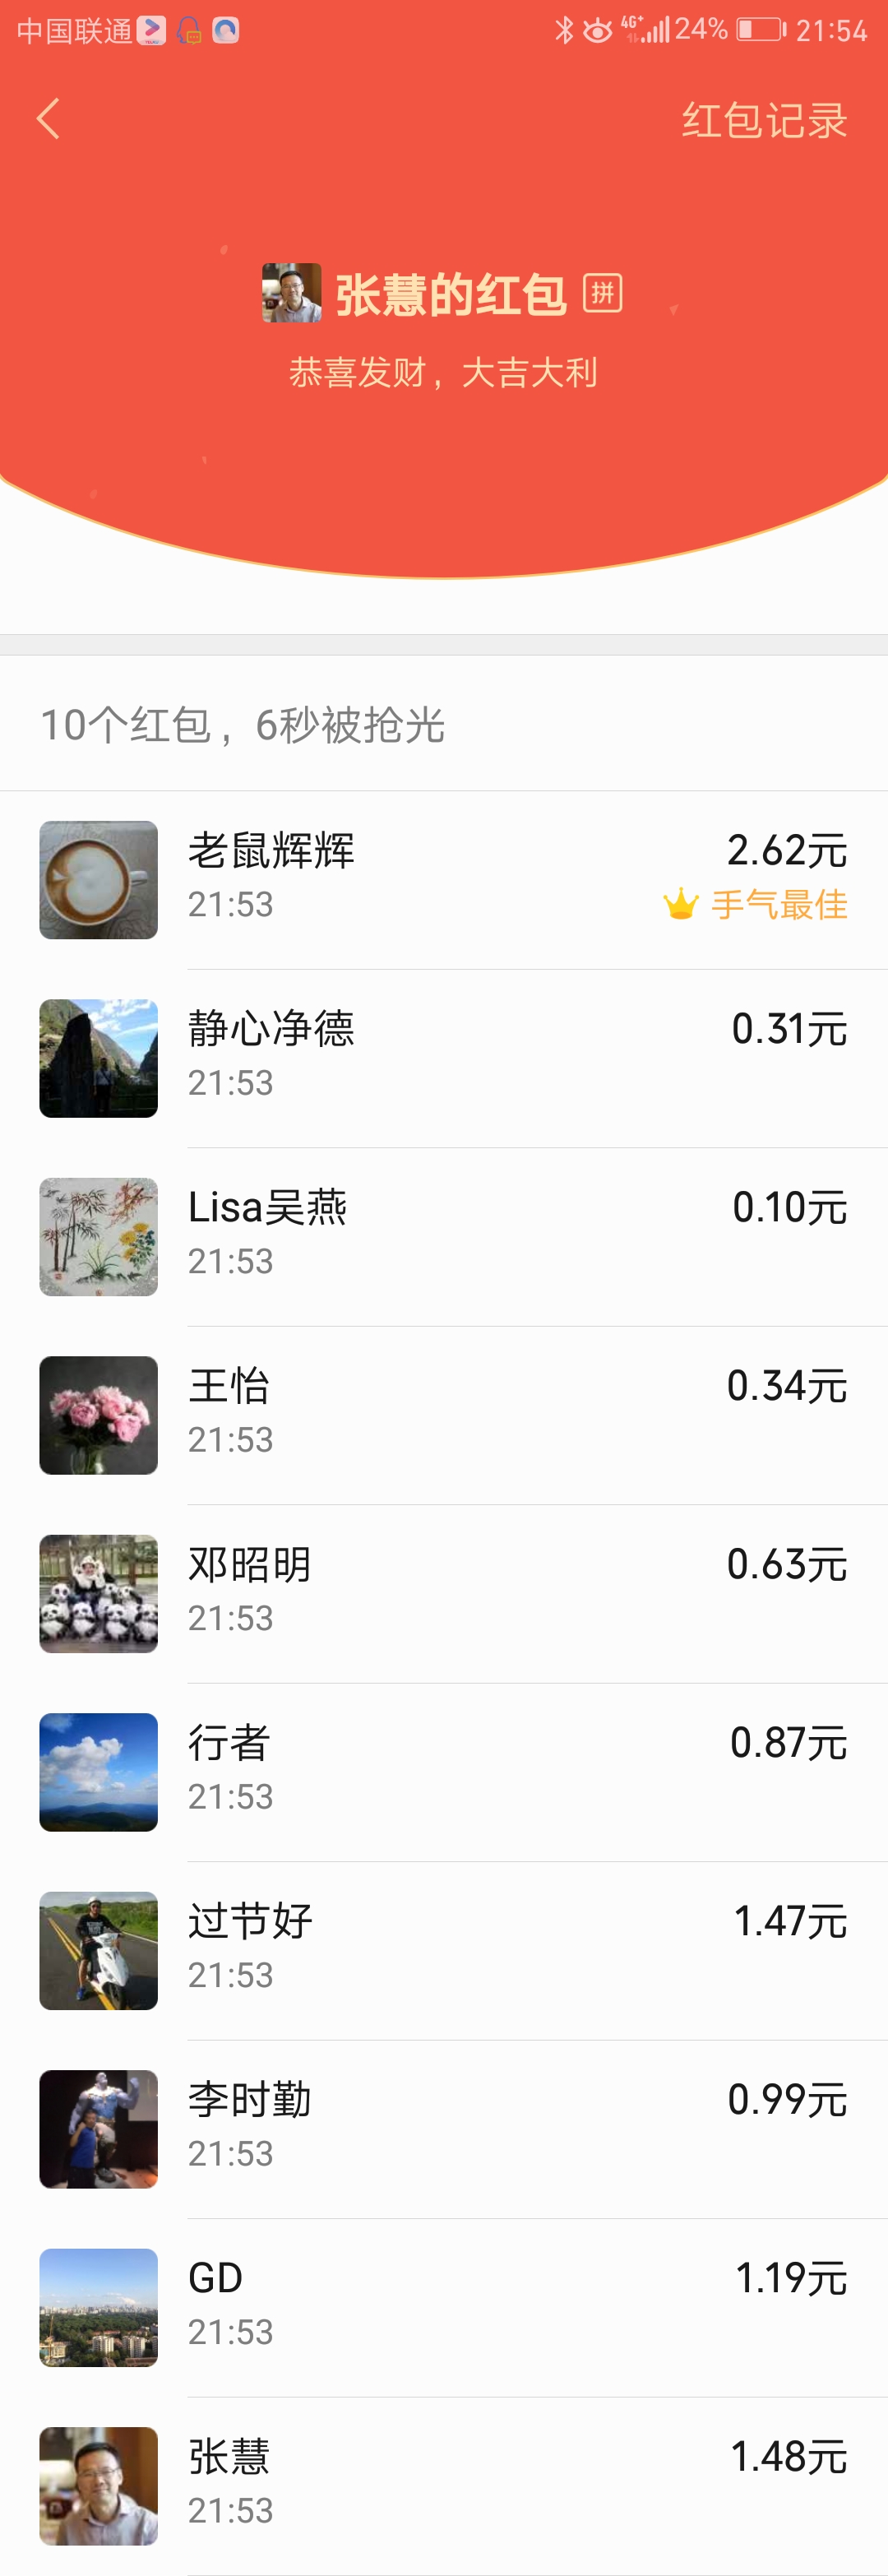 中国联通 4G+ 24% 21:54
红包记录
张慧的红包 拼
恭喜发财，大吉大利
10个红包，6秒被抢光
老鼠辉辉 2.62元
21:53 手气最佳
静心净德 0.31元
21:53
Lisa吴燕 0.10元
21:53
王怡 0.34元
21:53
邓昭明 0.63元
21:53
行者 0.87元
21:53
过节好 1.47元
21:53
李时勤 0.99元
21:53
GD 1.19元
21:53
张慧 1.48元
21:53